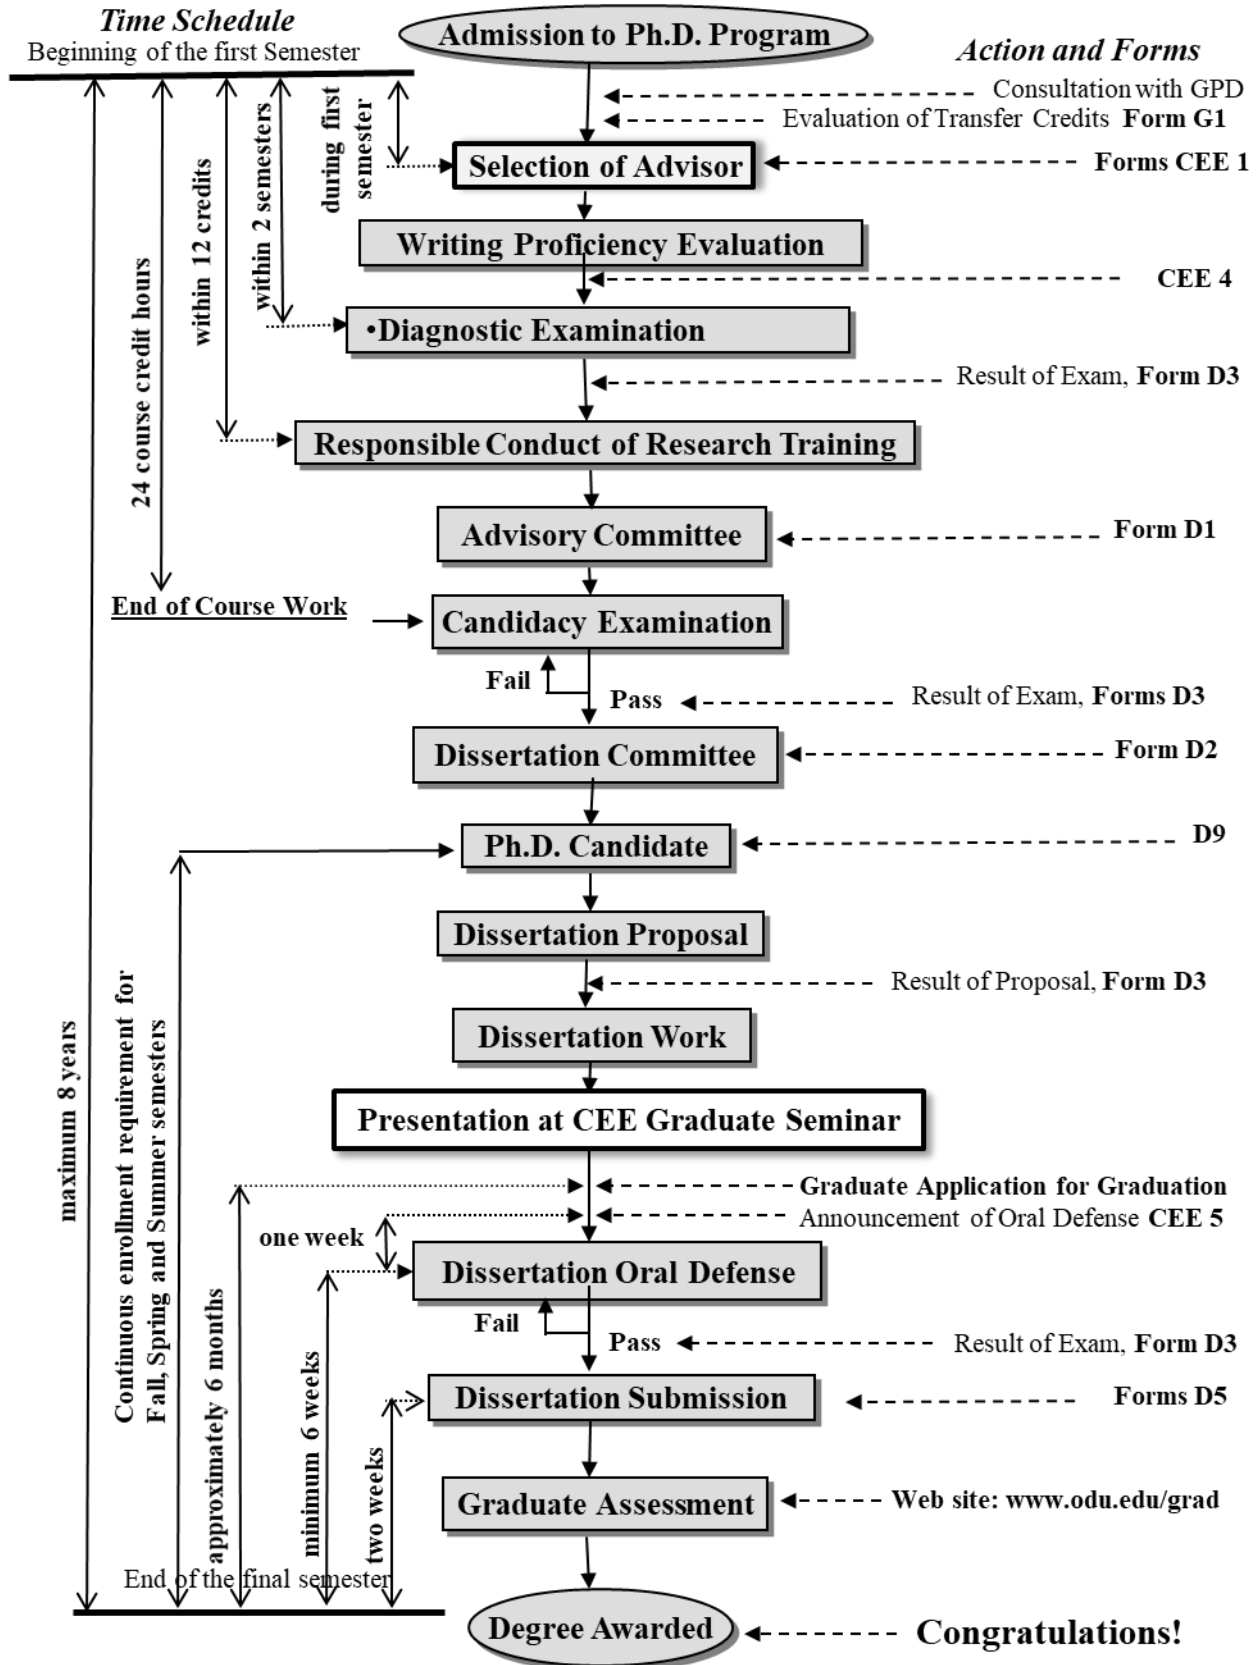 Time Schedule
Beginning of the first Semester
Admission to Ph.D. Program
Action and Forms
Consultation with GPD
Evaluation of Transfer Credits Form G1
during first
semester
Selection of Advisor
Forms CEE 1
within 2 semesters
within 12 credits
24 course credit hours
Writing Proficiency Evaluation
CEE 4
•Diagnostic Examination
Result of Exam, Form D3
Responsible Conduct of Research Training
Advisory Committee
Form D1
End of Course Work
Candidacy Examination
Fail
Pass
Result of Exam, Forms D3
Dissertation Committee
Form D2
Ph.D. Candidate
D9
Dissertation Proposal
Result of Proposal, Form D3
Dissertation Work
maximum 8 years
Continuous enrollment requirement for
Fall, Spring and Summer semesters
Presentation at CEE Graduate Seminar
Graduate Application for Graduation
Announcement of Oral Defense CEE 5
one week
Dissertation Oral Defense
approximately 6 months
Fail
Pass
Result of Exam, Form D3
minimum 6 weeks
Dissertation Submission
Forms D5
two weeks
Graduate Assessment
Web site: www.odu.edu/grad
End of the final semester
Degree Awarded
Congratulations!